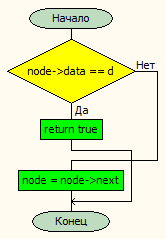 Начало
node->data == d
Нет
Да
return true
node = node->next
Конец